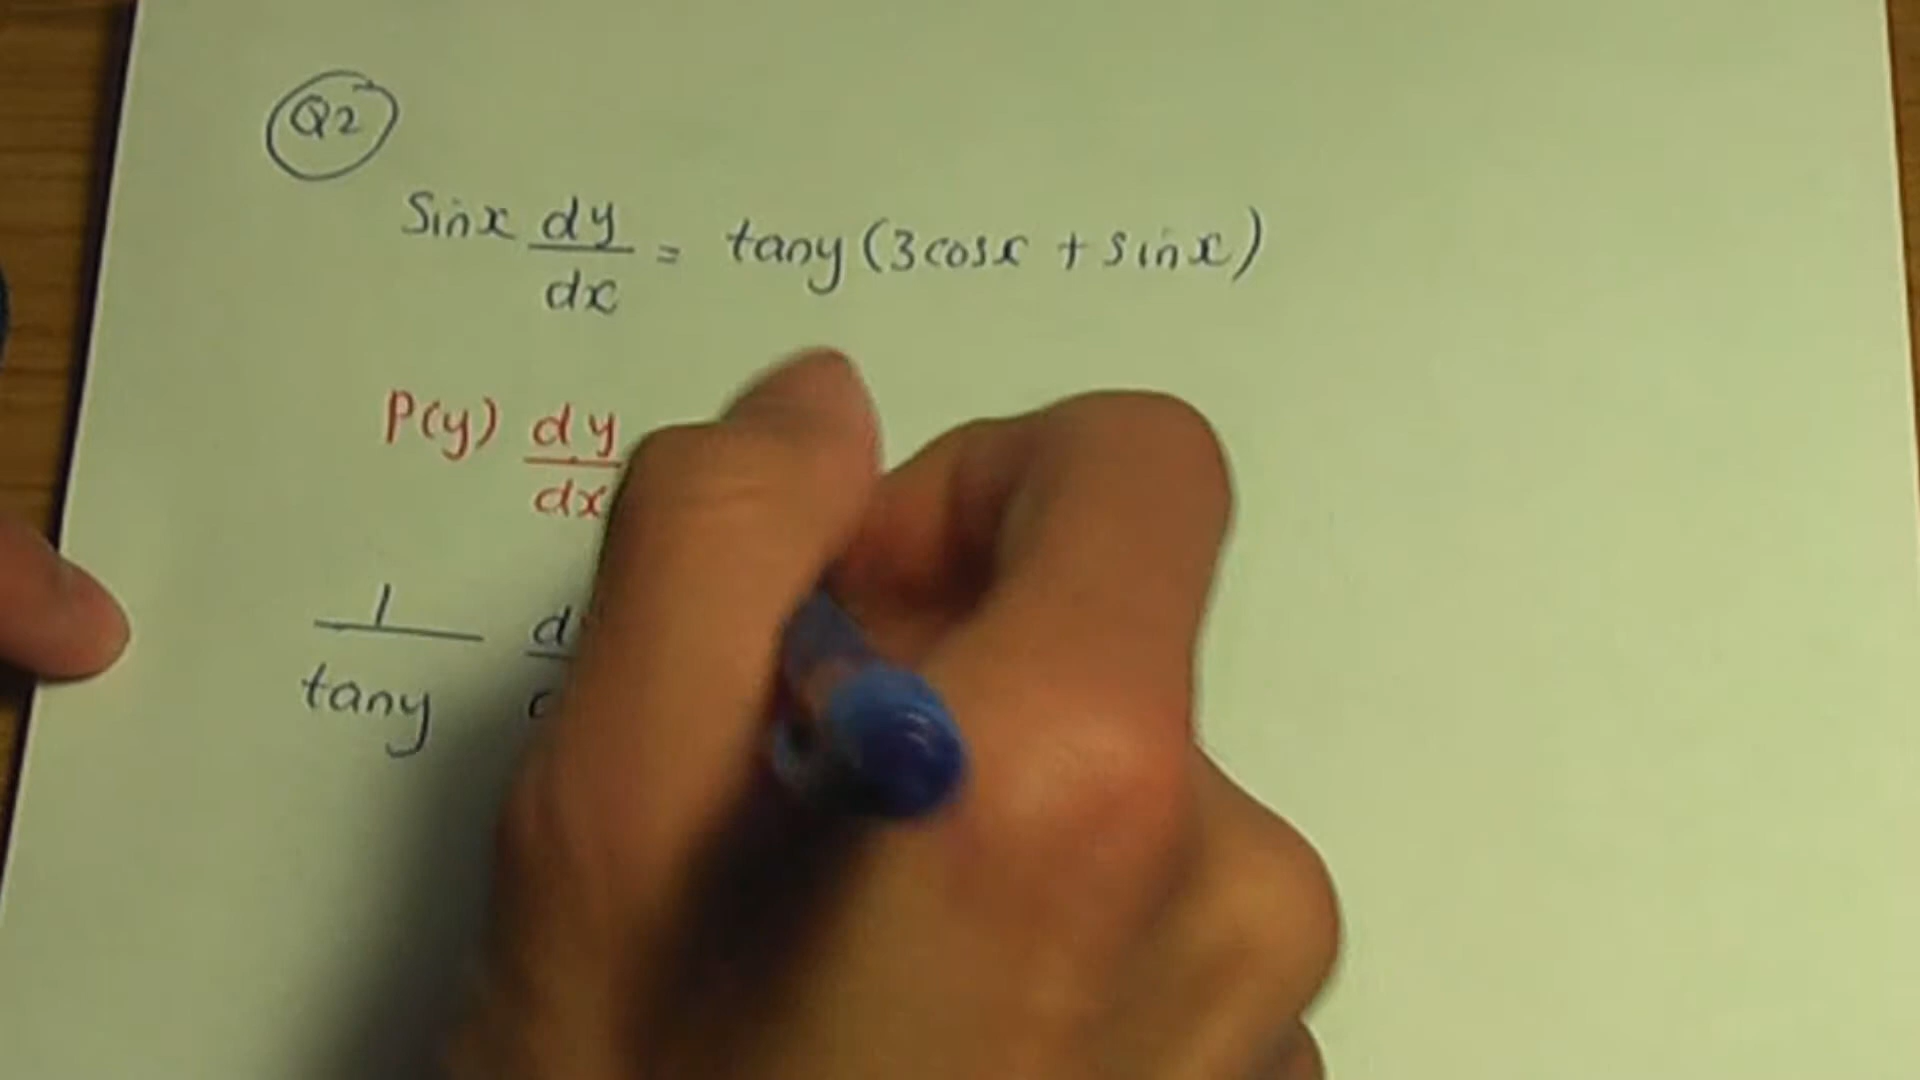 Q2
Sinx dy/dx = tany (3cosx + sinx)
P(y) dy/dx
1/tany d